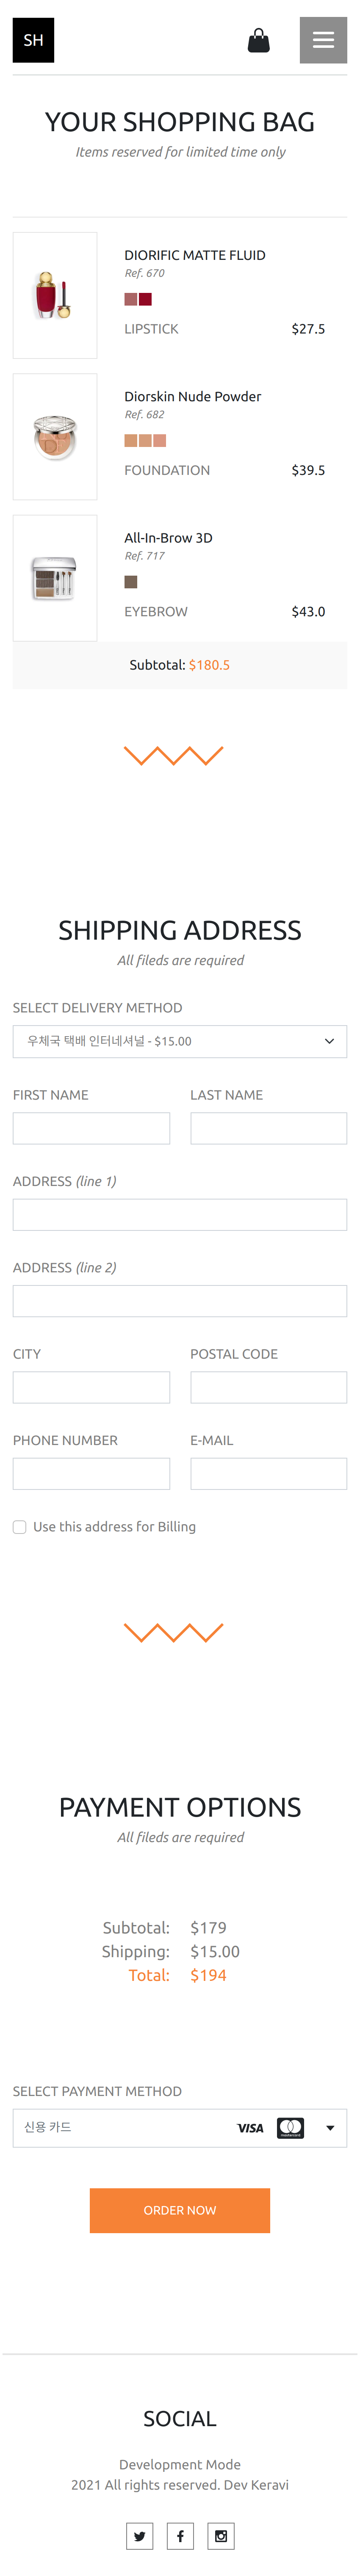 SH
YOUR SHOPPING BAG
Items reserved for limited time only
DIORIFIC MATTE FLUID
Ref. 670
LIPSTICK $27.5
Diorskin Nude Powder
Ref. 682
FOUNDATION $39.5
All-In-Brow 3D
Ref. 717
EYEBROW $43.0
Subtotal: $180.5
SHIPPING ADDRESS
All fileds are required
SELECT DELIVERY METHOD
우체국 택배 인터네셔널 - $15.00
FIRST NAME LAST NAME
ADDRESS (line 1)
ADDRESS (line 2)
CITY POSTAL CODE
PHONE NUMBER E-MAIL
Use this address for Billing
PAYMENT OPTIONS
All fileds are required
Subtotal: $179
Shipping: $15.00
Total: $194
SELECT PAYMENT METHOD
신용 카드 VISA mastercard
ORDER NOW
SOCIAL
Development Mode
2021 All rights reserved. Dev Keravi